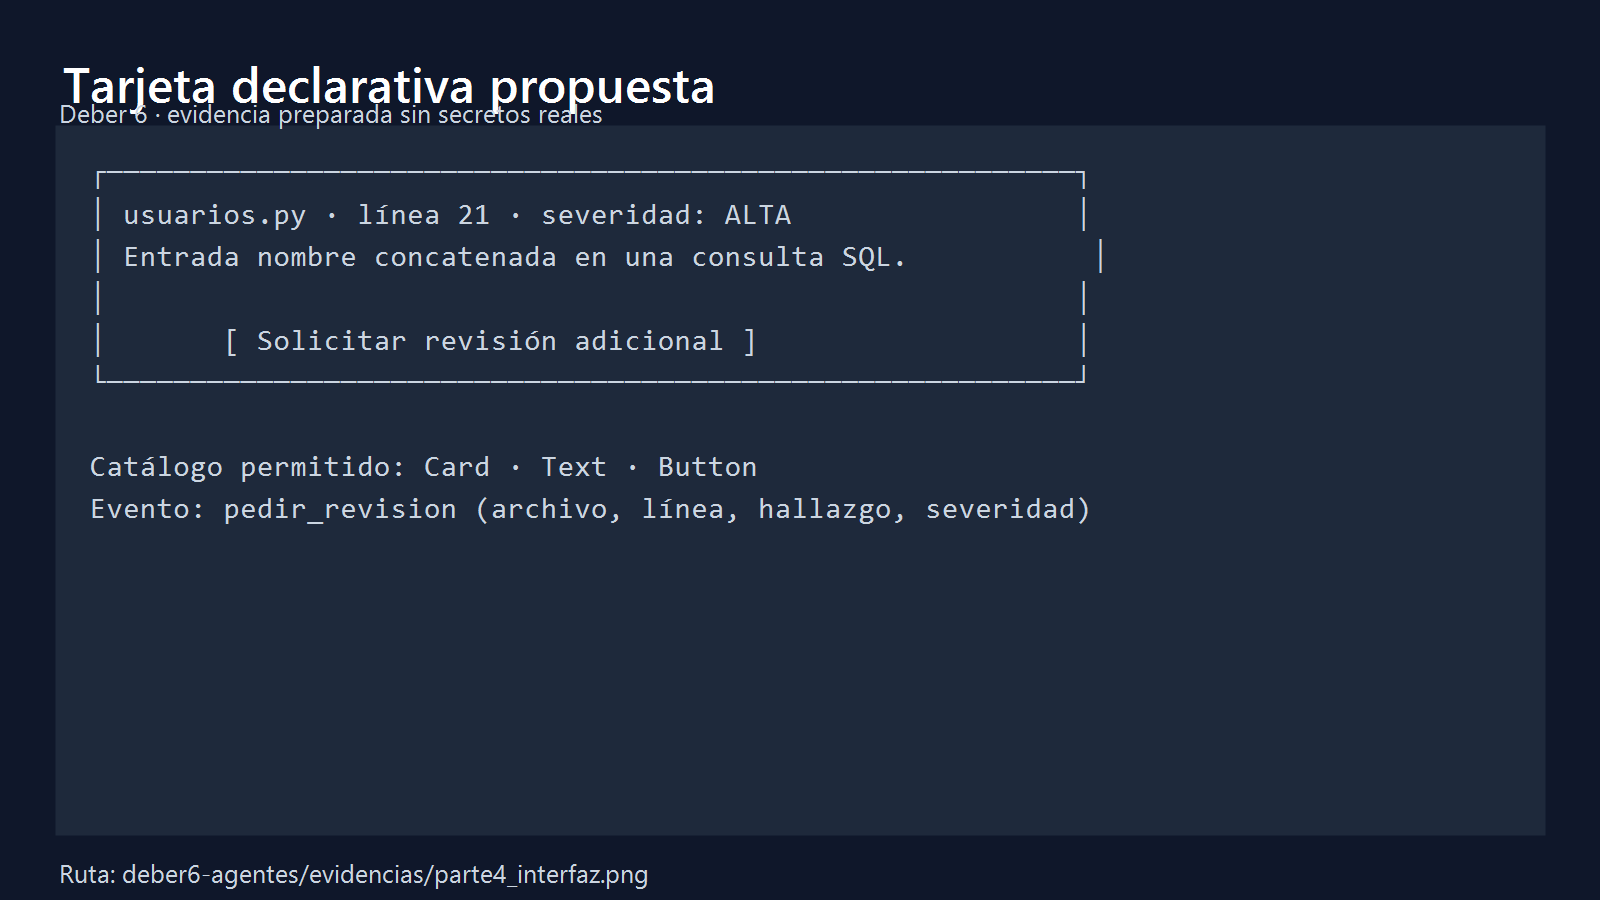 Tarjeta declarativa propuesta
Deber 6 · evidencia preparada sin secretos reales
usuarios.py · línea 21 · severidad: ALTA
Entrada nombre concatenada en una consulta SQL.
[ Solicitar revisión adicional ]
Catálogo permitido: Card · Text · Button
Evento: pedir_revision (archivo, línea, hallazgo, severidad)
Ruta: deber6-agentes/evidencias/parte4_interfaz.png